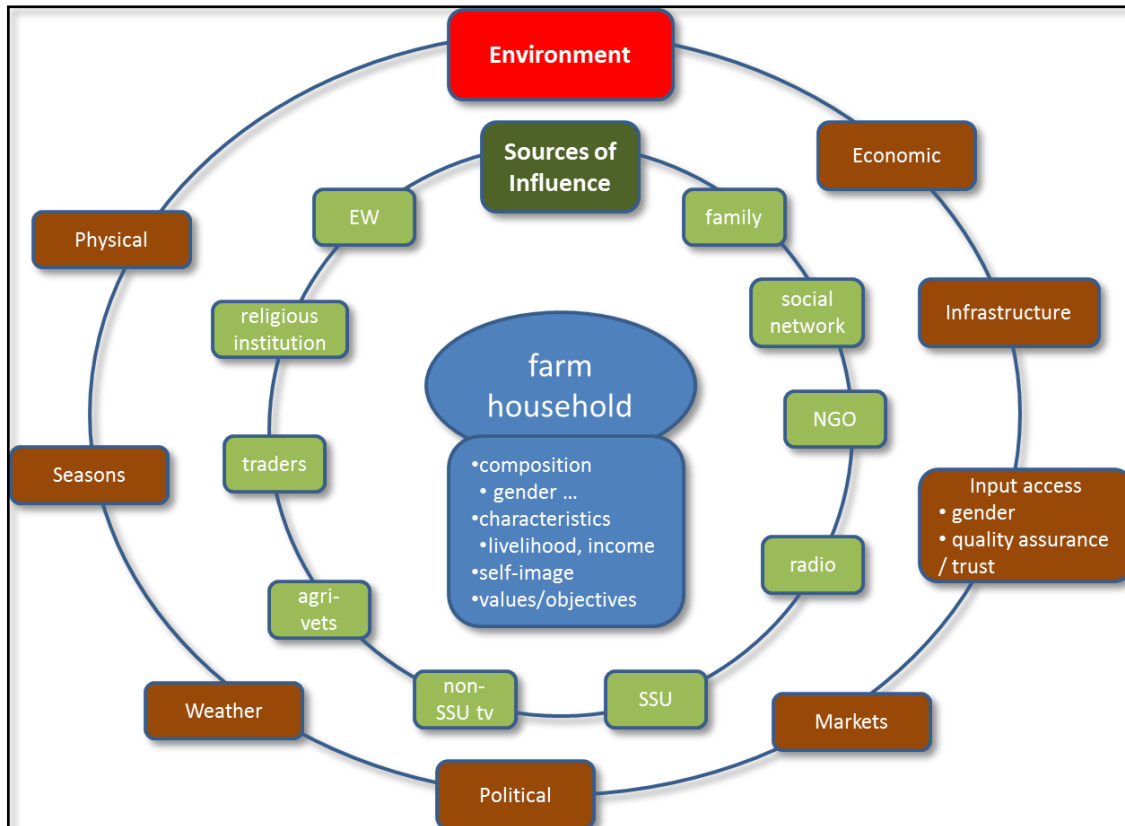 Environment
Sources of
Influence
Economic
EW
family
Physical
religious
institution
social
network
Infrastructure
farm
household
NGO
traders
Seasons
•composition
• gender ...
•characteristics
•livelihood, income
•self-image
•values/objectives
Input access
• gender
• quality assurance
/ trust
radio
agri-
vets
non-
SSU tv
SSU
Weather
Markets
Political